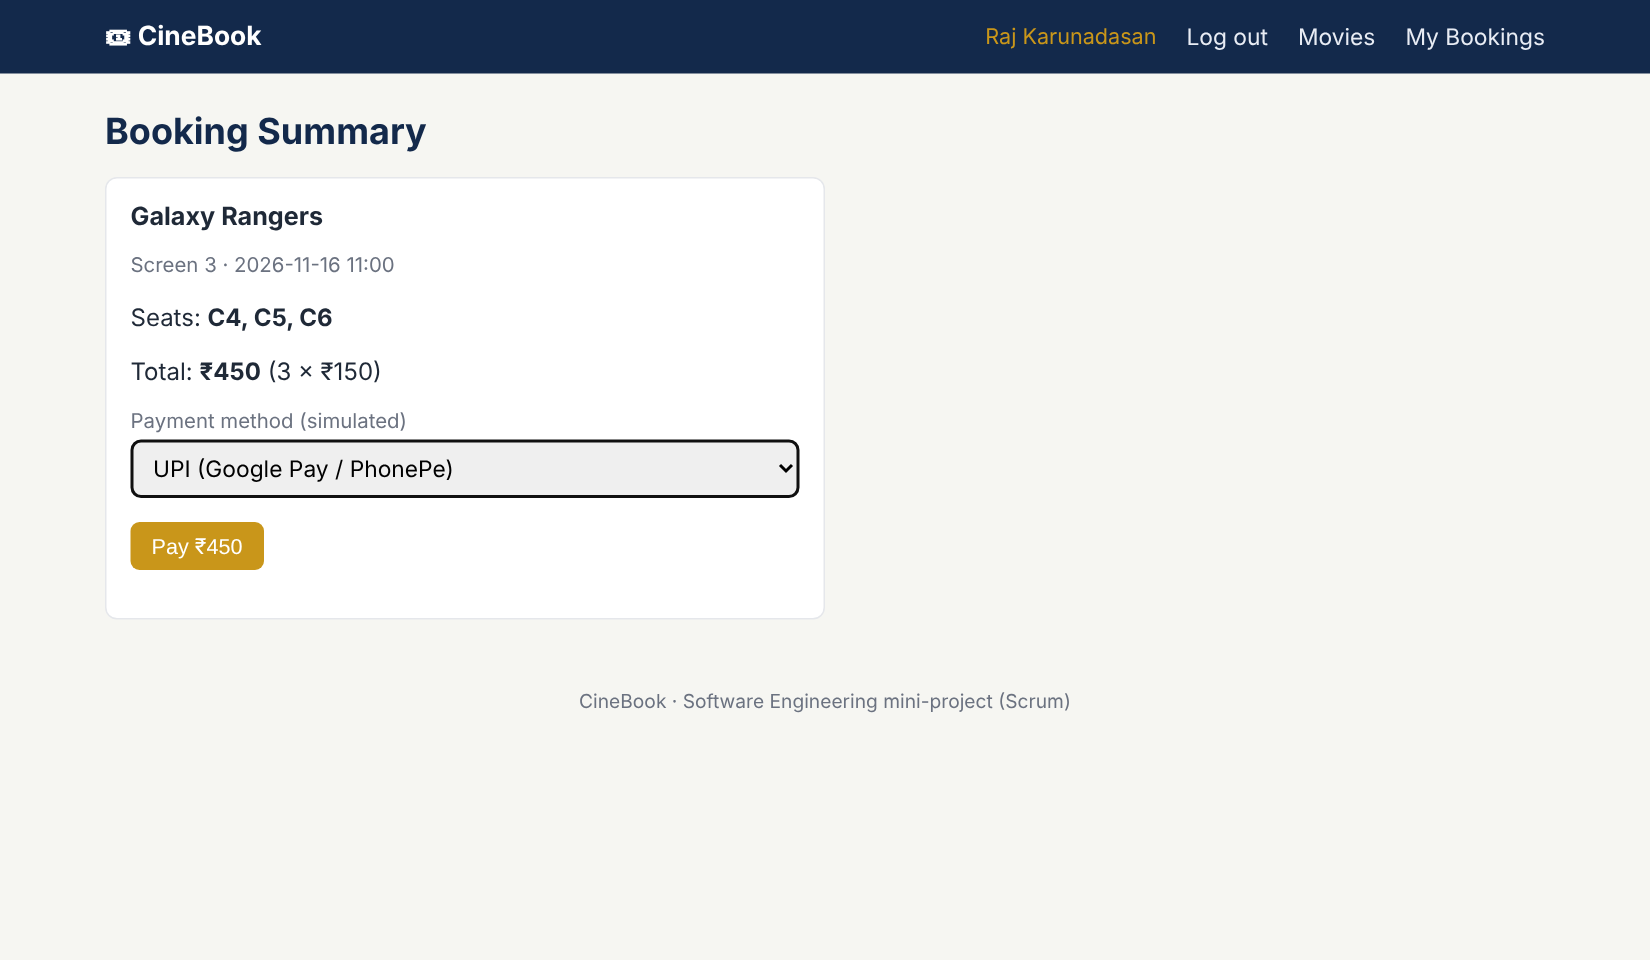 CineBook
Raj Karunadasan Log out Movies My Bookings
Booking Summary
Galaxy Rangers
Screen 3 · 2026-11-16 11:00
Seats: C4, C5, C6
Total: ₹450 (3 × ₹150)
Payment method (simulated)
UPI (Google Pay / PhonePe)
Pay ₹450
CineBook · Software Engineering mini-project (Scrum)